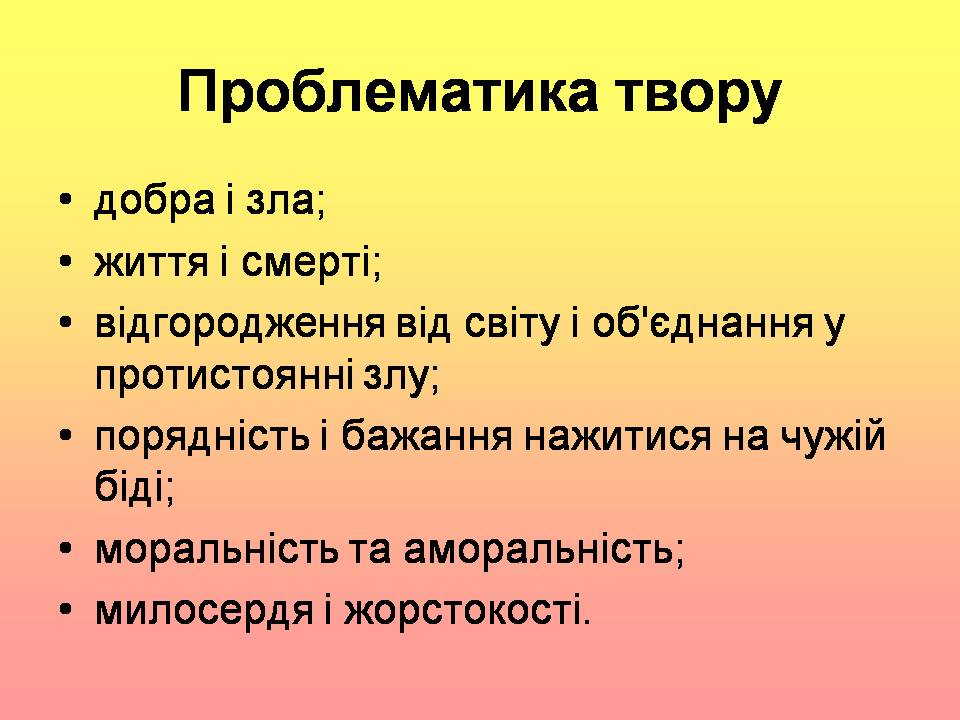 Проблематика твору
• добра і зла;
• життя і смерті;
• відгородження від світу і об'єднання у
протистоянні злу;
• порядність і бажання нажитися на чужій
біді;
• моральність та аморальність;
• милосердя і жорстокості.